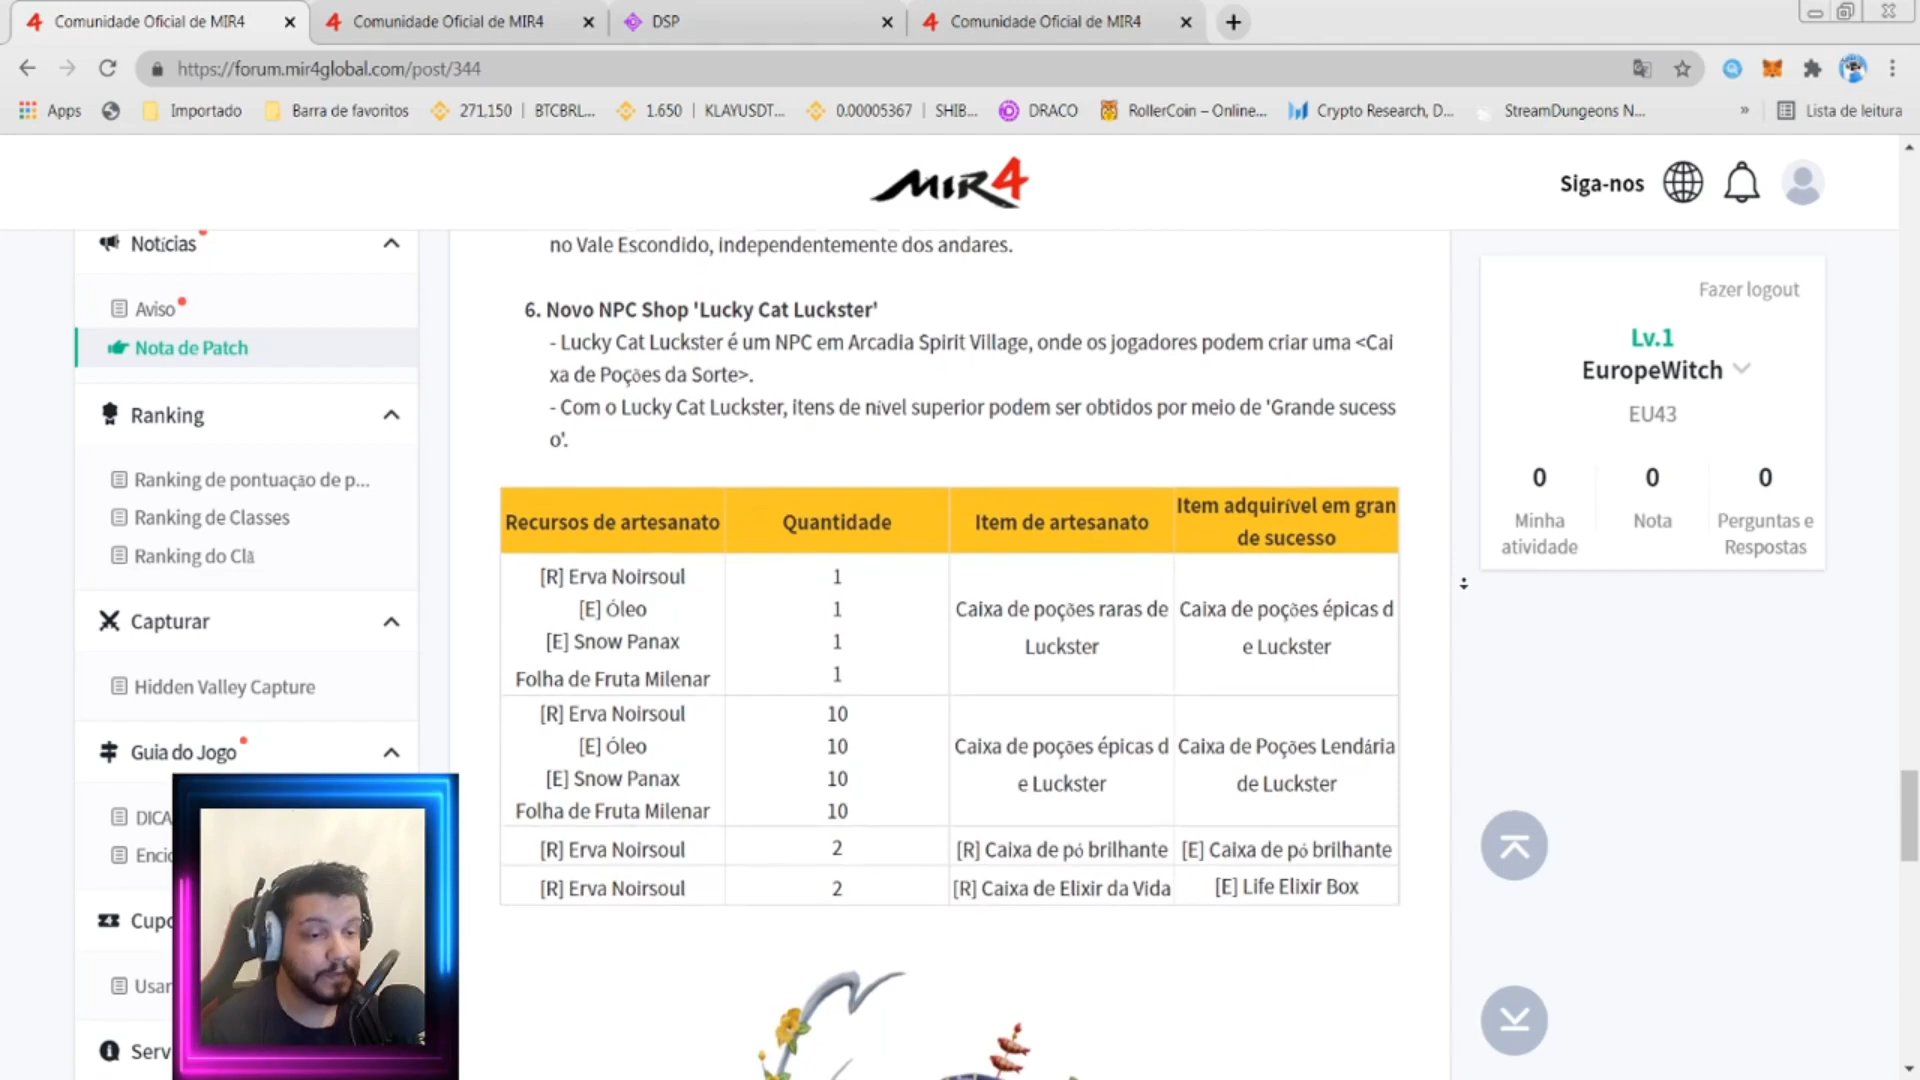 Comunidade Oficial de MIR4
Comunidade Oficial de MIR4
DSP
Comunidade Oficial de MIR4
https://forum.mir4global.com/post/344
Apps
Importado
Barra de favoritos
271,150 | BTCBRL...
1.650 | KLAYUSDT...
0.00005367 | SHIB...
DRACO
RollerCoin – Online...
Crypto Research, D...
StreamDungeons N...
»
Lista de leitura
MIR4
Siga-nos
Notícias
Aviso
Nota de Patch
Ranking
Ranking de pontuação de p...
Ranking de Classes
Ranking do Clã
Capturar
Hidden Valley Capture
Guia do Jogo
DICA
Encic
Cupo
Usar
Serv
no Vale Escondido, independentemente dos andares.
6. Novo NPC Shop 'Lucky Cat Luckster'
- Lucky Cat Luckster é um NPC em Arcadia Spirit Village, onde os jogadores podem criar uma <Cai
xa de Poções da Sorte>.
- Com o Lucky Cat Luckster, itens de nível superior podem ser obtidos por meio de 'Grande sucess
o'.
Recursos de artesanato Quantidade Item de artesanato Item adquirível em gran
de sucesso
[R] Erva Noirsoul 1
[E] Óleo 1 Caixa de poções raras de Caixa de poções épicas d
[E] Snow Panax 1 Luckster e Luckster
Folha de Fruta Milenar 1
[R] Erva Noirsoul 10
[E] Óleo 10 Caixa de poções épicas d Caixa de Poções Lendária
[E] Snow Panax 10 e Luckster de Luckster
Folha de Fruta Milenar 10
[R] Erva Noirsoul 2 [R] Caixa de pó brilhante [E] Caixa de pó brilhante
[R] Erva Noirsoul 2 [R] Caixa de Elixir da Vida [E] Life Elixir Box
Fazer logout
Lv.1
EuropeWitch
EU43
0 0 0
Minha Nota Perguntas e
atividade Respostas